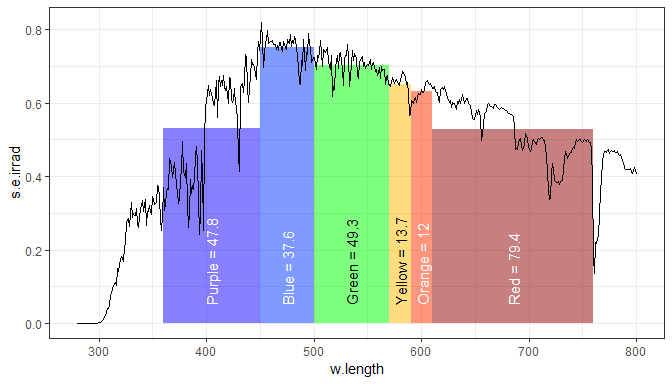 s.e.irrad
0.8
0.6
0.4
0.2
0.0
Purple = 47.8
Blue = 37.6
Green = 49.3
Yellow = 13.7
Orange = 12
Red = 79.4
300
400
500
600
700
800
w.length